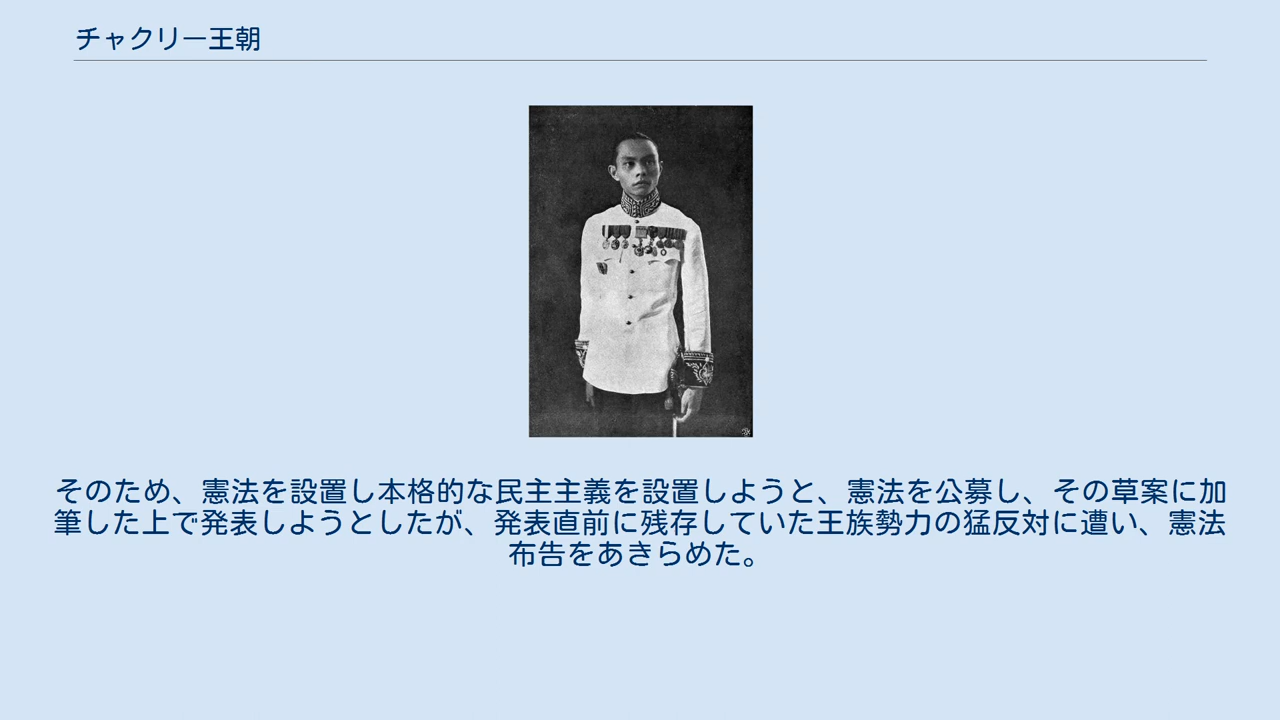 チャクリー王朝
そのため、憲法を設置し本格的な民主主義を設置しようと、憲法を公募し、その草案に加
筆した上で発表しようとしたが、発表直前に残存していた王族勢力の猛反対に遭い、憲法
布告をあきらめた。